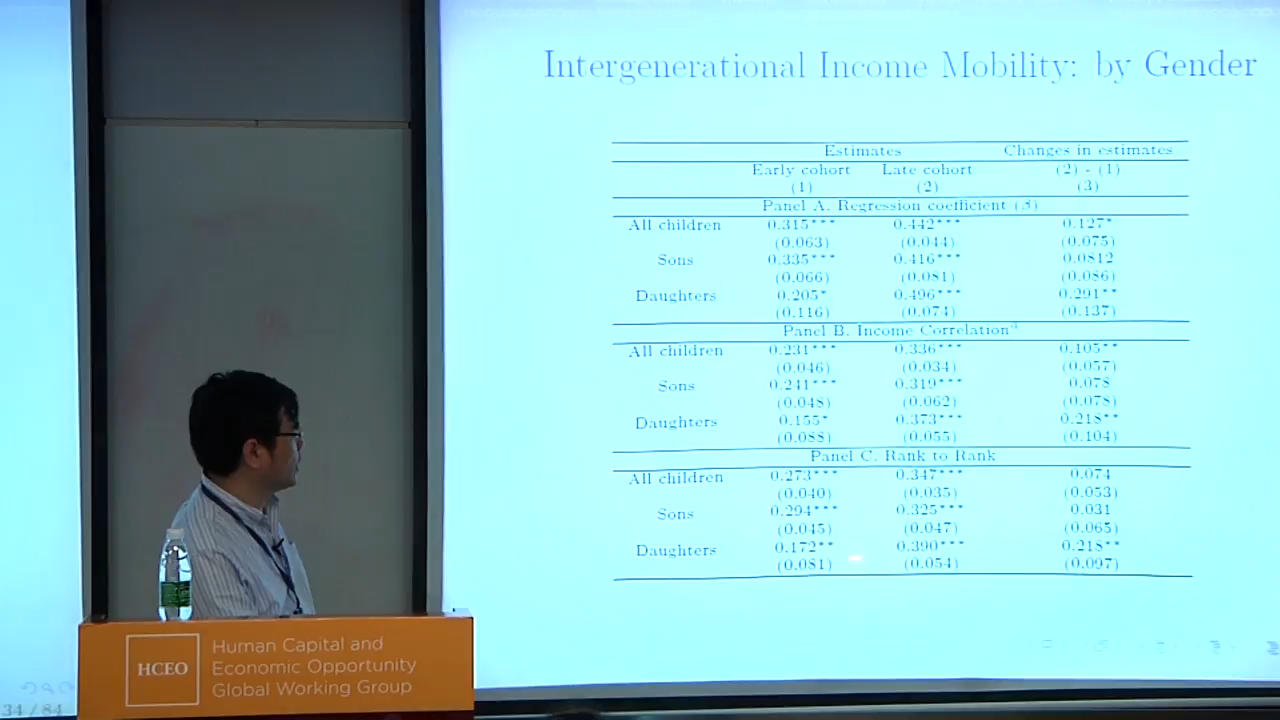 Intergenerational Income Mobility: by Gender
Estimates Changes in estimates
Early cohort Late cohort (2) - (1)
(1) (2) (3)
Panel A. Regression coefficient (β)
All children 0.315*** 0.442*** 0.127*
(0.063) (0.044) (0.075)
Sons 0.335*** 0.416*** 0.0812
(0.066) (0.081) (0.086)
Daughters 0.205* 0.496*** 0.291**
(0.116) (0.074) (0.137)
Panel B. Income Correlation
All children 0.231*** 0.336*** 0.105**
(0.046) (0.034) (0.057)
Sons 0.241*** 0.319*** 0.078
(0.048) (0.062) (0.078)
Daughters 0.155* 0.373*** 0.218**
(0.088) (0.055) (0.104)
Panel C. Rank to Rank
All children 0.273*** 0.347*** 0.074
(0.040) (0.035) (0.053)
Sons 0.294*** 0.325*** 0.031
(0.045) (0.047) (0.065)
Daughters 0.172** 0.390*** 0.218**
(0.081) (0.054) (0.097)
HCEO
Human Capital and
Economic Opportunity
Global Working Group
34 / 84